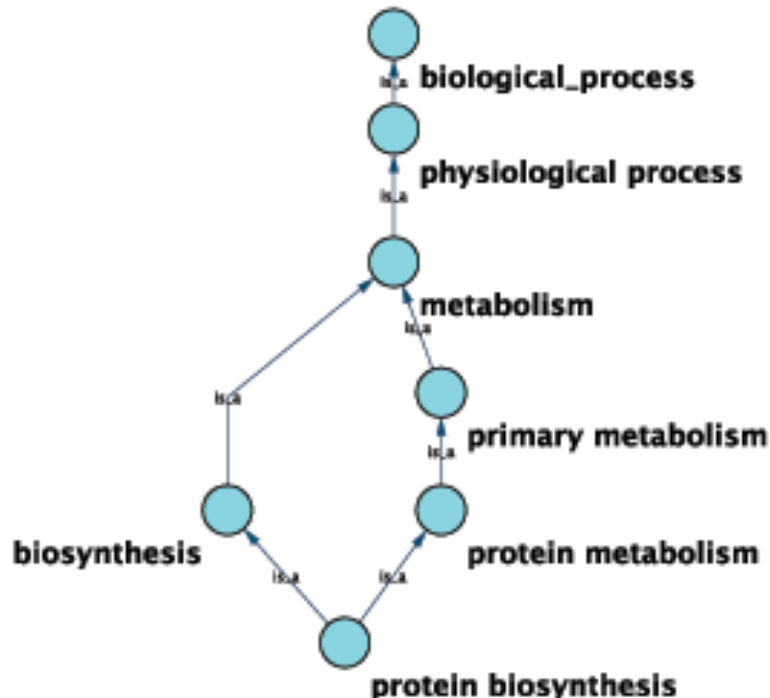 is_a
biological_process
physiological process
is_a
metabolism
is_a
is_a
primary metabolism
is_a
biosynthesis
protein metabolism
is_a
is_a
protein biosynthesis